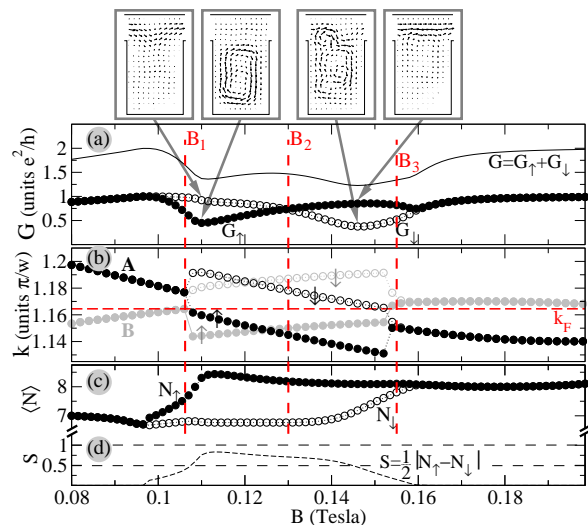 (a)
B₁
B₂
B₃
G=G↑+G↓
G↑
G↓
G (units e²/h)
2
1.5
1
0.5
(b)
A
B
k_F
k (units π/w)
1.20
1.18
1.16
1.14
(c)
N↑
N↓
⟨N⟩
8
7
(d)
S=½|N↑−N↓|
S
1
0.5
0.08 0.1 0.12 0.14 0.16 0.18
B (Tesla)